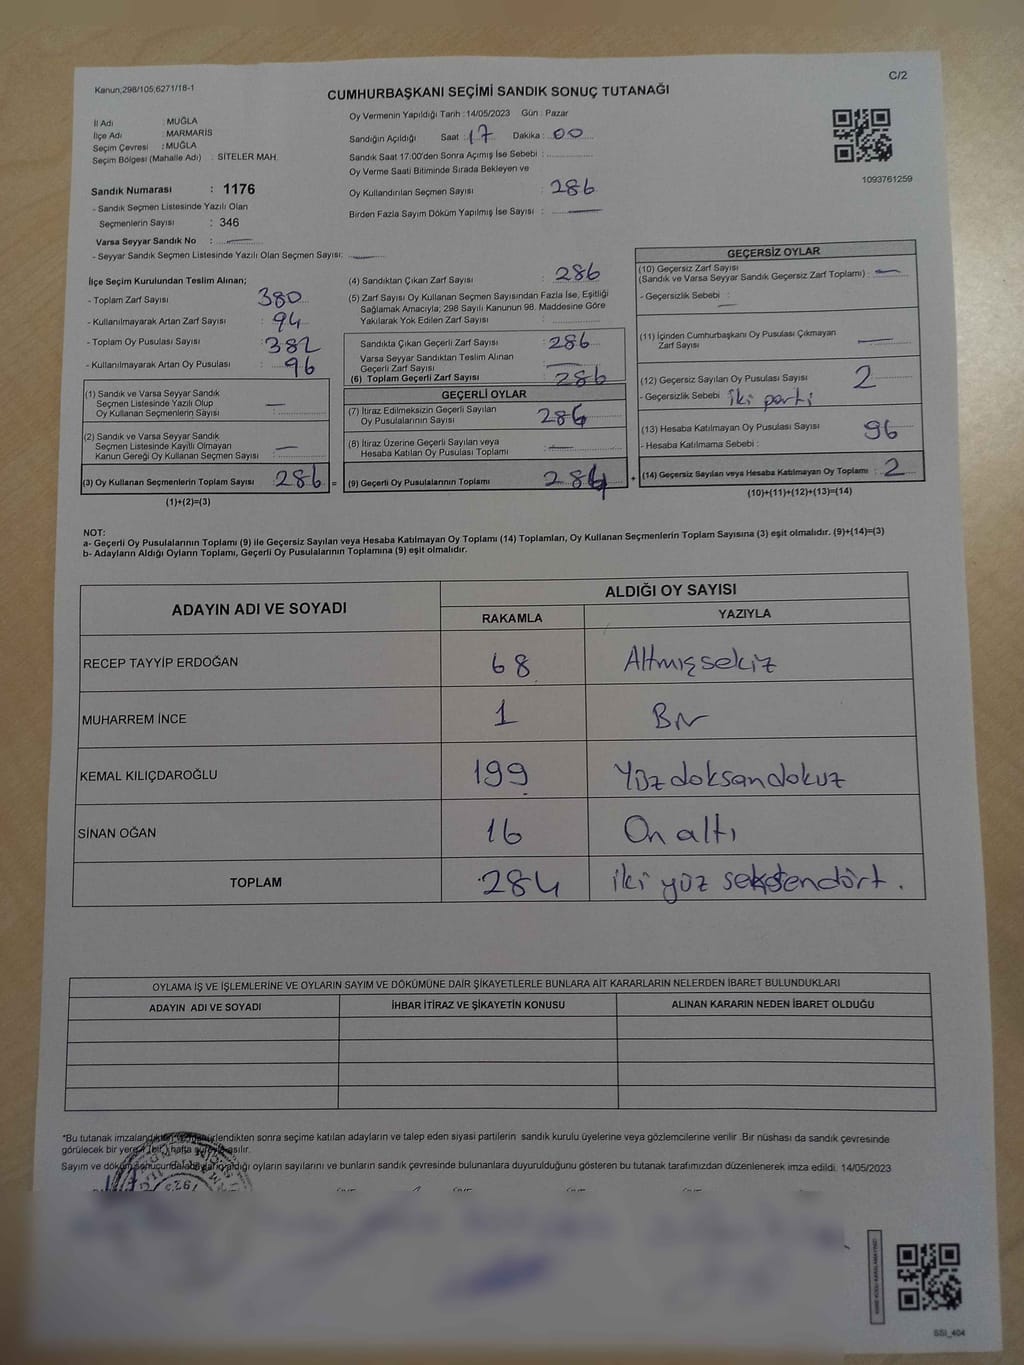 Kanun;298/105;6271/18-1
C/2
CUMHURBAŞKANI SEÇİMİ SANDIK SONUÇ TUTANAĞI
İl Adı : MUĞLA
İlçe Adı : MARMARİS
Seçim Çevresi : MUĞLA
Seçim Bölgesi (Mahalle Adı) : SİTELER MAH.
Sandık Numarası : 1176
- Sandık Seçmen Listesinde Yazılı Olan
Seçmenlerin Sayısı : 346
Varsa Seyyar Sandık No :
- Seyyar Sandık Seçmen Listesinde Yazılı Olan Seçmen Sayısı:
Oy Vermenin Yapıldığı Tarih : 14/05/2023 Gün : Pazar
Sandığın Açıldığı Saat : 17 Dakika : 00
Sandık Saat 17:00'den Sonra Açımış İse Sebebi :
Oy Verme Saati Bitiminde Sırada Bekleyen ve
Oy Kullandırılan Seçmen Sayısı : 286
Birden Fazla Sayım Döküm Yapılmış İse Sayısı :
1093761259
İlçe Seçim Kurulundan Teslim Alınan;
- Toplam Zarf Sayısı 380
- Kullanılmayarak Artan Zarf Sayısı : 94
- Toplam Oy Pusulası Sayısı : 382
- Kullanılmayarak Artan Oy Pusulası : 96
(1) Sandık ve Varsa Seyyar Sandık
Seçmen Listesinde Yazılı Olup
Oy Kullanan Seçmenlerin Sayısı :
(2) Sandık ve Varsa Seyyar Sandık
Seçmen Listesinde Kayıtlı Olmayan
Kanun Gereği Oy Kullanan Seçmen Sayısı :
(3) Oy Kullanan Seçmenlerin Toplam Sayısı 286 =
(1)+(2)=(3)
(4) Sandıktan Çıkan Zarf Sayısı : 286
(5) Zarf Sayısı Oy Kullanan Seçmen Sayısından Fazla İse, Eşitliği
Sağlamak Amacıyla; 298 Sayılı Kanunun 98. Maddesine Göre
Yakılarak Yok Edilen Zarf Sayısı :
Sandıkta Çıkan Geçerli Zarf Sayısı : 286
Varsa Seyyar Sandıktan Teslim Alınan
Geçerli Zarf Sayısı :
(6) Toplam Geçerli Zarf Sayısı 286
GEÇERLİ OYLAR
(7) İtiraz Edilmeksizin Geçerli Sayılan
Oy Pusulalarının Sayısı : 286
(8) İtiraz Üzerine Geçerli Sayılan veya
Hesaba Katılan Oy Pusulası Toplamı :
(9) Geçerli Oy Pusulalarının Toplamı 284 +
GEÇERSİZ OYLAR
(10) Geçersiz Zarf Sayısı
(Sandık ve Varsa Seyyar Sandık Geçersiz Zarf Toplamı) :
- Geçersizlik Sebebi :
(11) İçinden Cumhurbaşkanı Oy Pusulası Çıkmayan
Zarf Sayısı
(12) Geçersiz Sayılan Oy Pusulası Sayısı : 2
- Geçersizlik Sebebi iki parti
(13) Hesaba Katılmayan Oy Pusulası Sayısı : 96
- Hesaba Katılmama Sebebi :
(14) Geçersiz Sayılan veya Hesaba Katılmayan Oy Toplamı : 2
(10)+(11)+(12)+(13)=(14)
NOT:
a- Geçerli Oy Pusulalarının Toplamı (9) ile Geçersiz Sayılan veya Hesaba Katılmayan Oy Toplamı (14) Toplamları, Oy Kullanan Seçmenlerin Toplam Sayısına (3) eşit olmalıdır. (9)+(14)=(3)
b- Adayların Aldığı Oyların Toplamı, Geçerli Oy Pusulalarının Toplamına (9) eşit olmalıdır.
ADAYIN ADI VE SOYADI ALDIĞI OY SAYISI
RAKAMLA YAZIYLA
RECEP TAYYİP ERDOĞAN 68 Altmışsekiz
MUHARREM İNCE 1 Bir
KEMAL KILIÇDAROĞLU 199 Yüzdoksandokuz
SİNAN OĞAN 16 On altı
TOPLAM 284 iki yüz seksendört.
OYLAMA İŞ VE İŞLEMLERİNE VE OYLARIN SAYIM VE DÖKÜMÜNE DAİR ŞİKAYETLERLE BUNLARA AİT KARARLARIN NELERDEN İBARET BULUNDUKLARI
ADAYIN ADI VE SOYADI İHBAR İTİRAZ VE ŞİKAYETİN KONUSU ALINAN KARARIN NEDEN İBARET OLDUĞU
*Bu tutanak imzalandıktan ve sonra seçime katılan adayların ve talep eden siyasi partilerin sandık kurulu üyelerine veya gözlemcilerine verilir .Bir nüshası da sandık çevresinde
görülecek bir yere hafta asılır.
Sayım ve döküm sonucunda oyların sayılarını ve bunların sandık çevresinde bulunanlara duyurulduğunu gösteren bu tutanak tarafımızdan düzenlenerek imza edildi. 14/05/2023
SSI_404